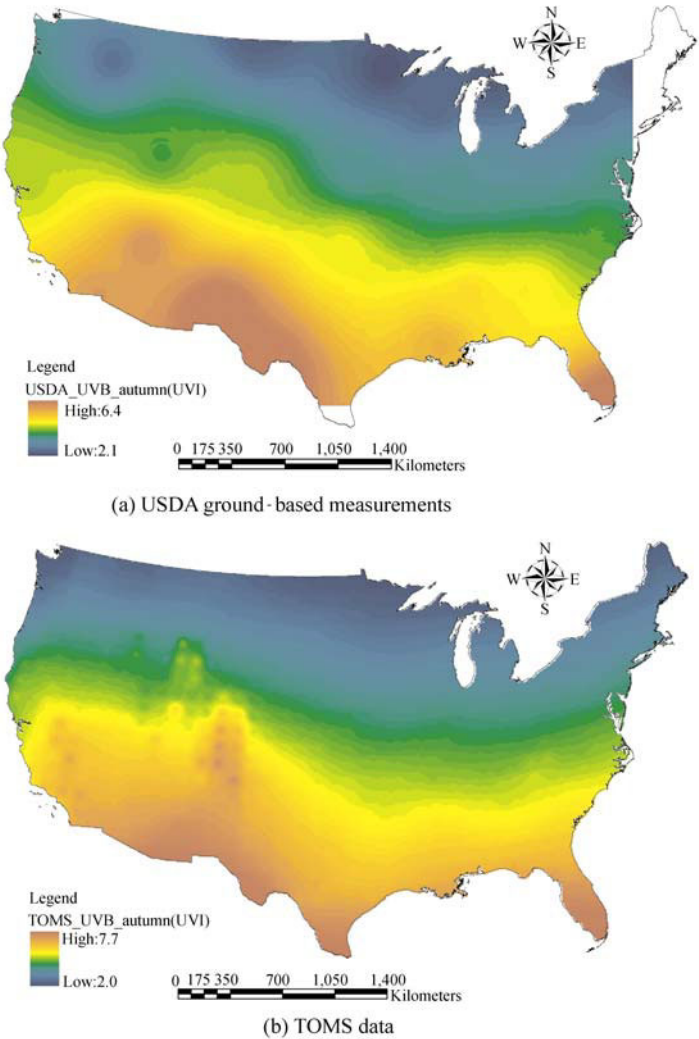 N
W E
S
Legend
USDA_UVB_autumn(UVI)
High:6.4
Low:2.1
0 175 350 700 1,050 1,400
Kilometers
(a) USDA ground-based measurements
N
W E
S
Legend
TOMS_UVB_autumn(UVI)
High:7.7
Low:2.0
0 175 350 700 1,050 1,400
Kilometers
(b) TOMS data